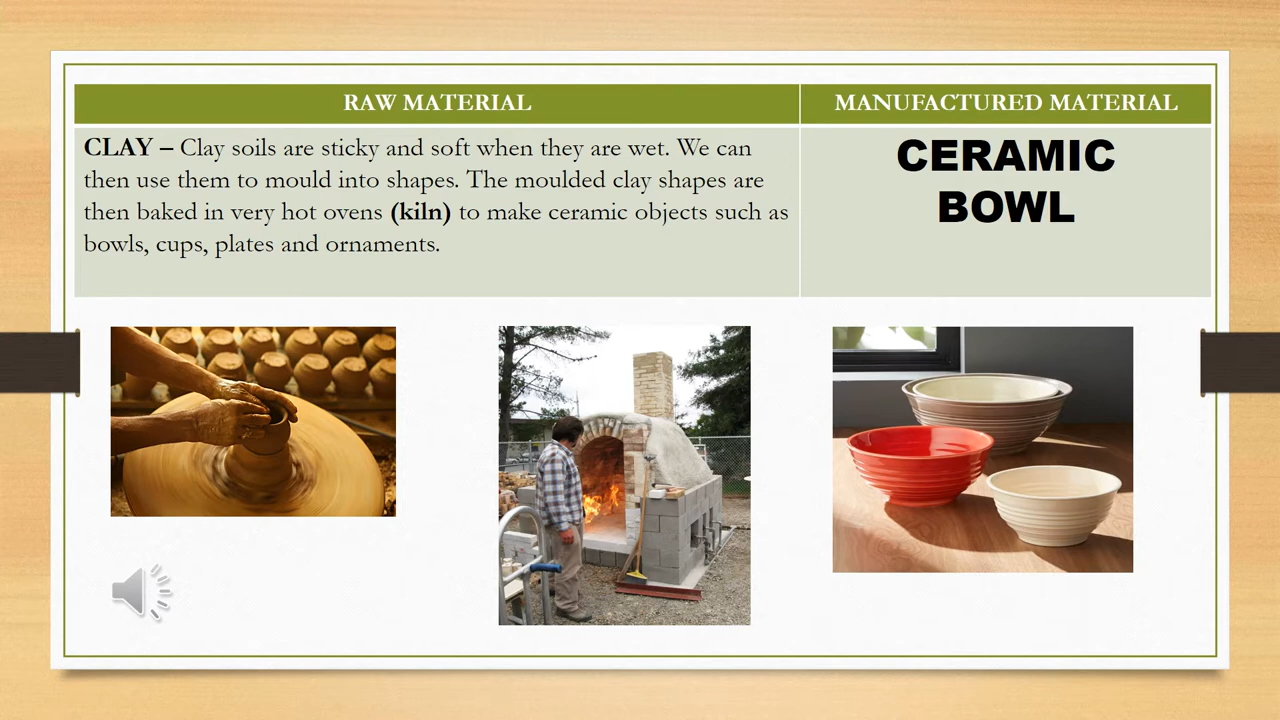 RAW MATERIAL
MANUFACTURED MATERIAL
CLAY – Clay soils are sticky and soft when they are wet. We can
then use them to mould into shapes. The moulded clay shapes are
then baked in very hot ovens (kiln) to make ceramic objects such as
bowls, cups, plates and ornaments.
CERAMIC
BOWL